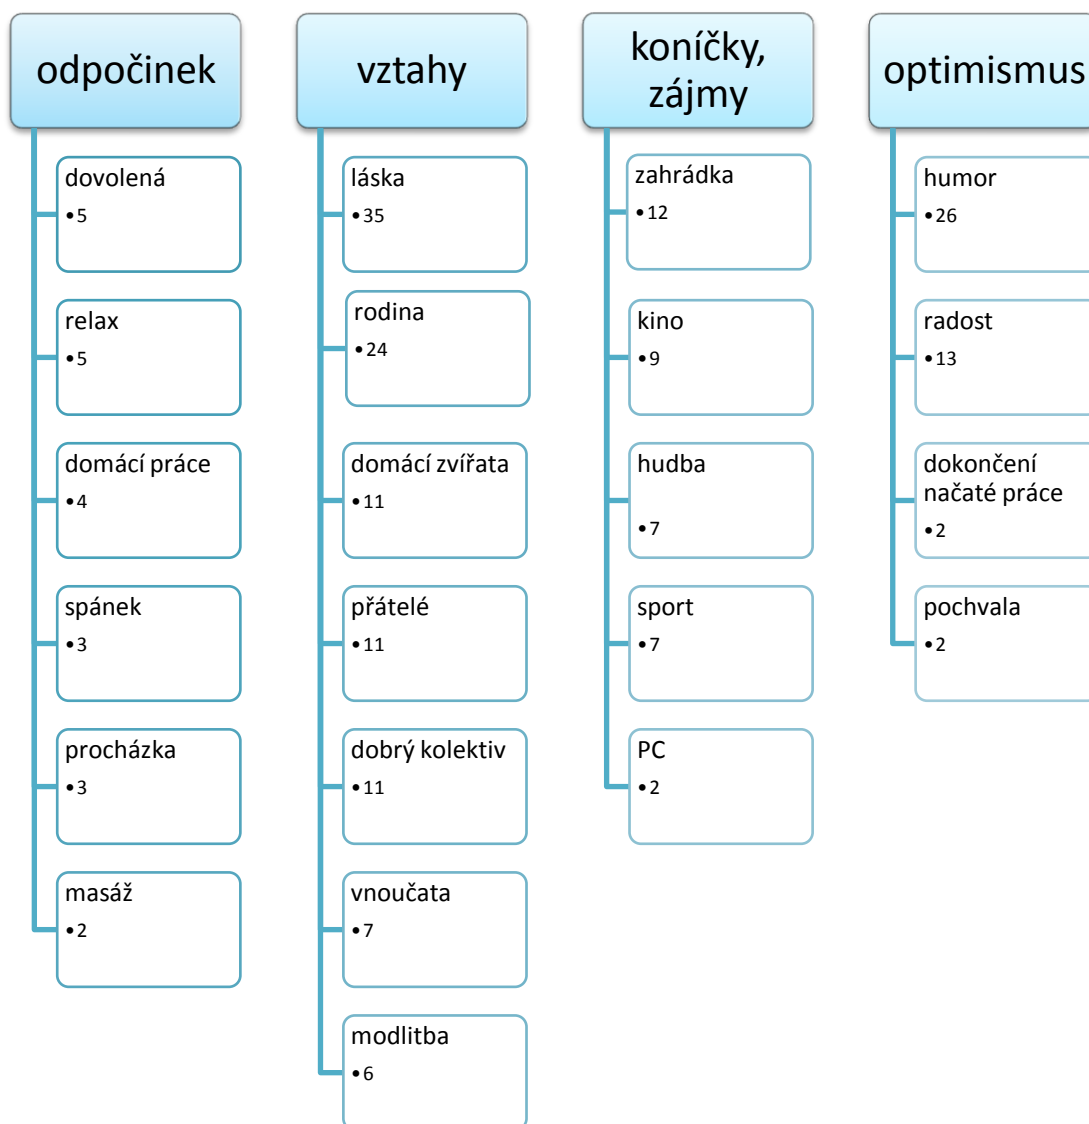 odpočinek
dovolená
•5
relax
•5
domácí práce
•4
spánek
•3
procházka
•3
masáž
•2
vztahy
láska
•35
rodina
•24
domácí zvířata
•11
přátelé
•11
dobrý kolektiv
•11
vnoučata
•7
modlitba
•6
koníčky,
zájmy
zahrádka
•12
kino
•9
hudba
•7
sport
•7
PC
•2
optimismus
humor
•26
radost
•13
dokončení
načaté práce
•2
pochvala
•2